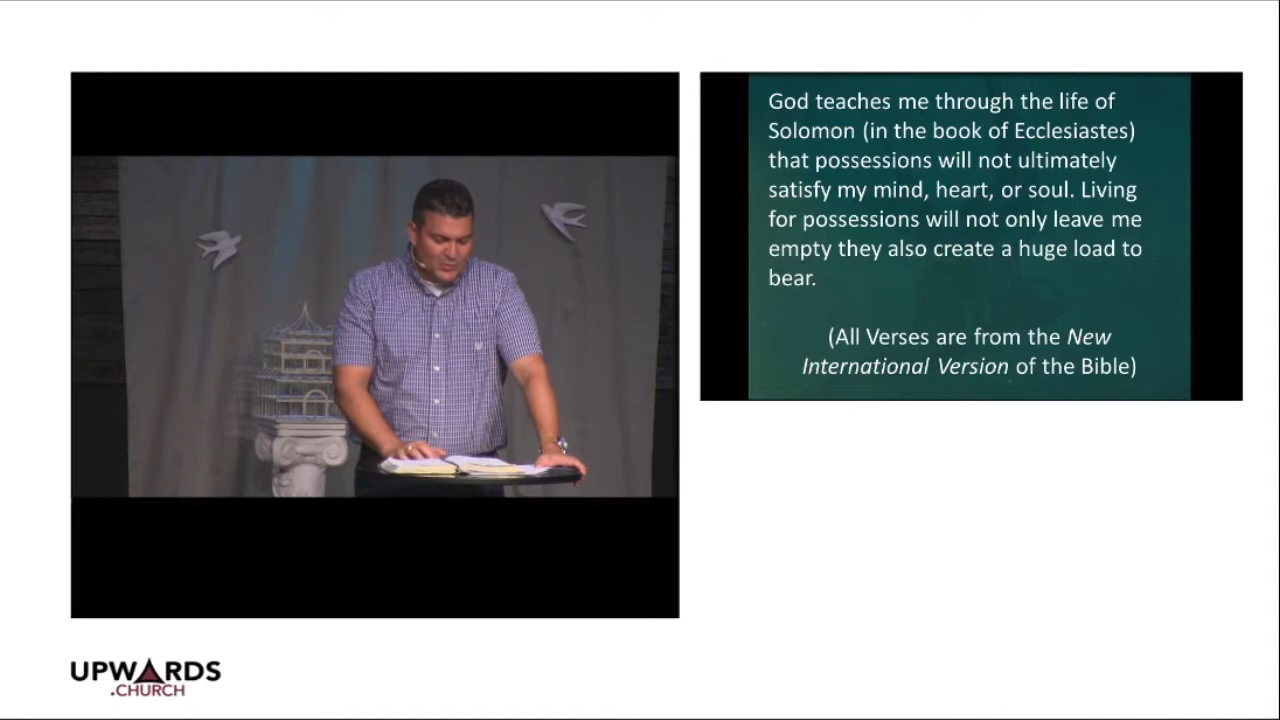 God teaches me through the life of
Solomon (in the book of Ecclesiastes)
that possessions will not ultimately
satisfy my mind, heart, or soul. Living
for possessions will not only leave me
empty they also create a huge load to
bear.
(All Verses are from the New
International Version of the Bible)
UPWARDS
.CHURCH